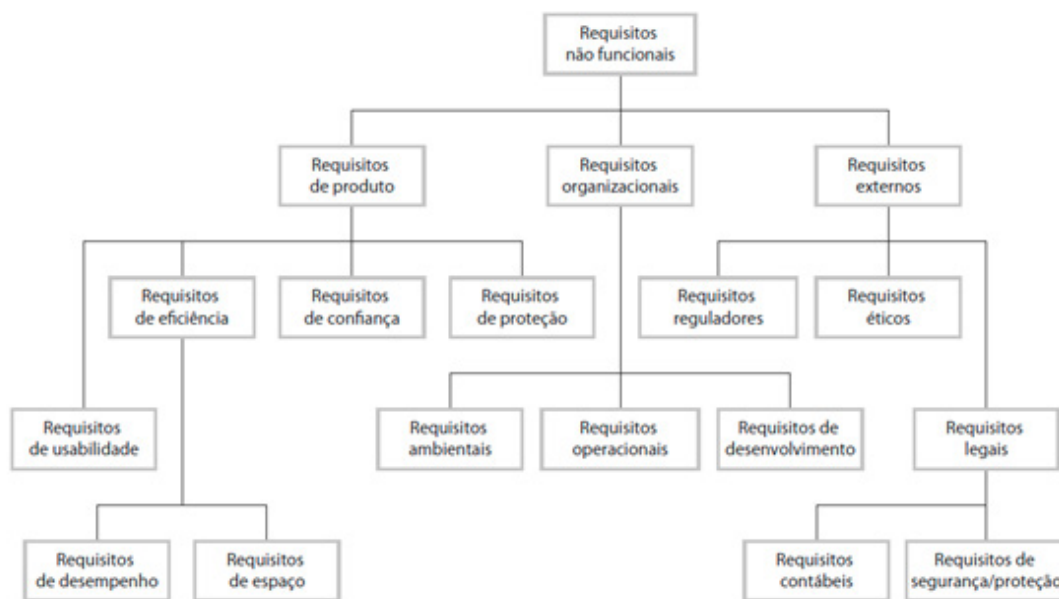 Requisitos
não funcionais
Requisitos
de produto
Requisitos
organizacionais
Requisitos
externos
Requisitos
de eficiência
Requisitos
de confiança
Requisitos
de proteção
Requisitos
reguladores
Requisitos
éticos
Requisitos
de usabilidade
Requisitos
ambientais
Requisitos
operacionais
Requisitos de
desenvolvimento
Requisitos
legais
Requisitos
de desempenho
Requisitos
de espaço
Requisitos
contábeis
Requisitos de
segurança/proteção